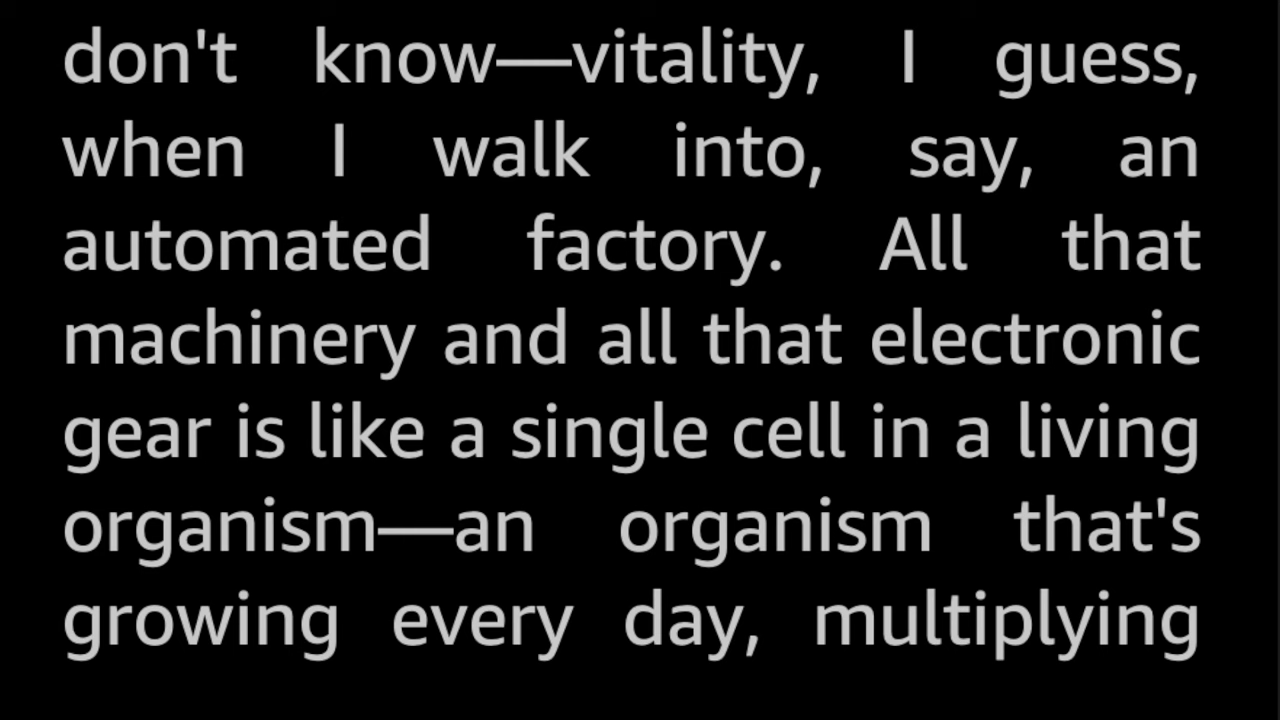 don't know—vitality, I guess,
when I walk into, say, an
automated factory. All that
machinery and all that electronic
gear is like a single cell in a living
organism—an organism that's
growing every day, multiplying